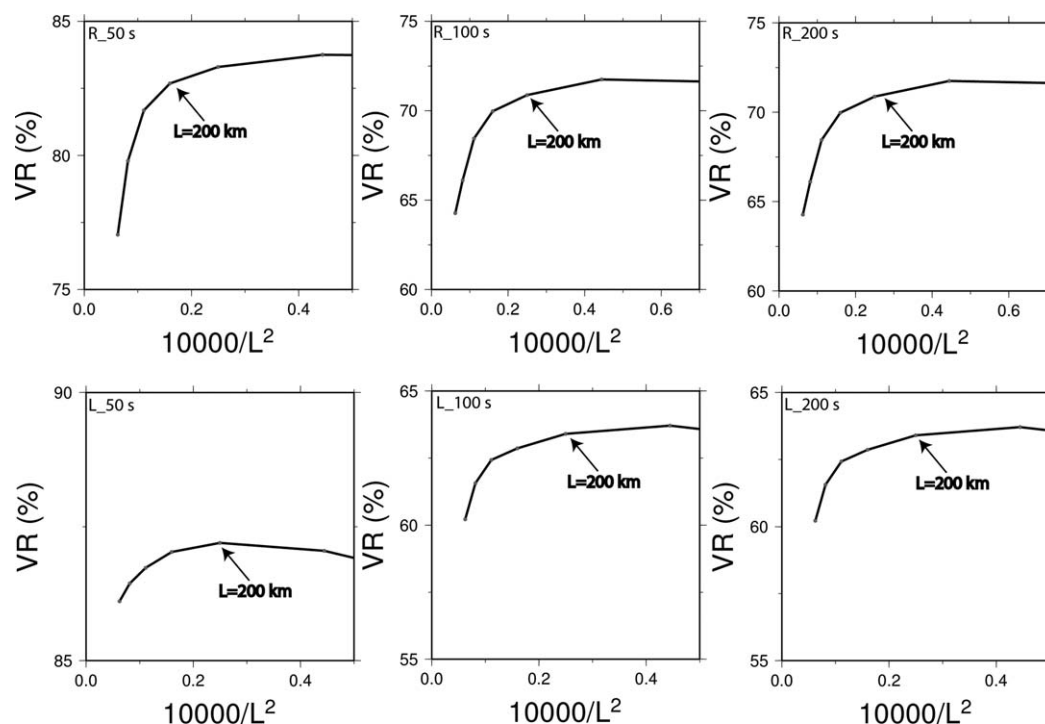 R_50 s
85
80
75
VR (%)
L=200 km
0.0
0.2
0.4
10000/L²
R_100 s
75
70
65
60
VR (%)
L=200 km
0.0
0.2
0.4
0.6
10000/L²
R_200 s
75
70
65
60
VR (%)
L=200 km
0.0
0.2
0.4
0.6
10000/L²
L_50 s
90
85
VR (%)
L=200 km
0.0
0.2
0.4
10000/L²
L_100 s
65
60
55
VR (%)
L=200 km
0.0
0.2
0.4
10000/L²
L_200 s
65
60
55
VR (%)
L=200 km
0.0
0.2
0.4
10000/L²